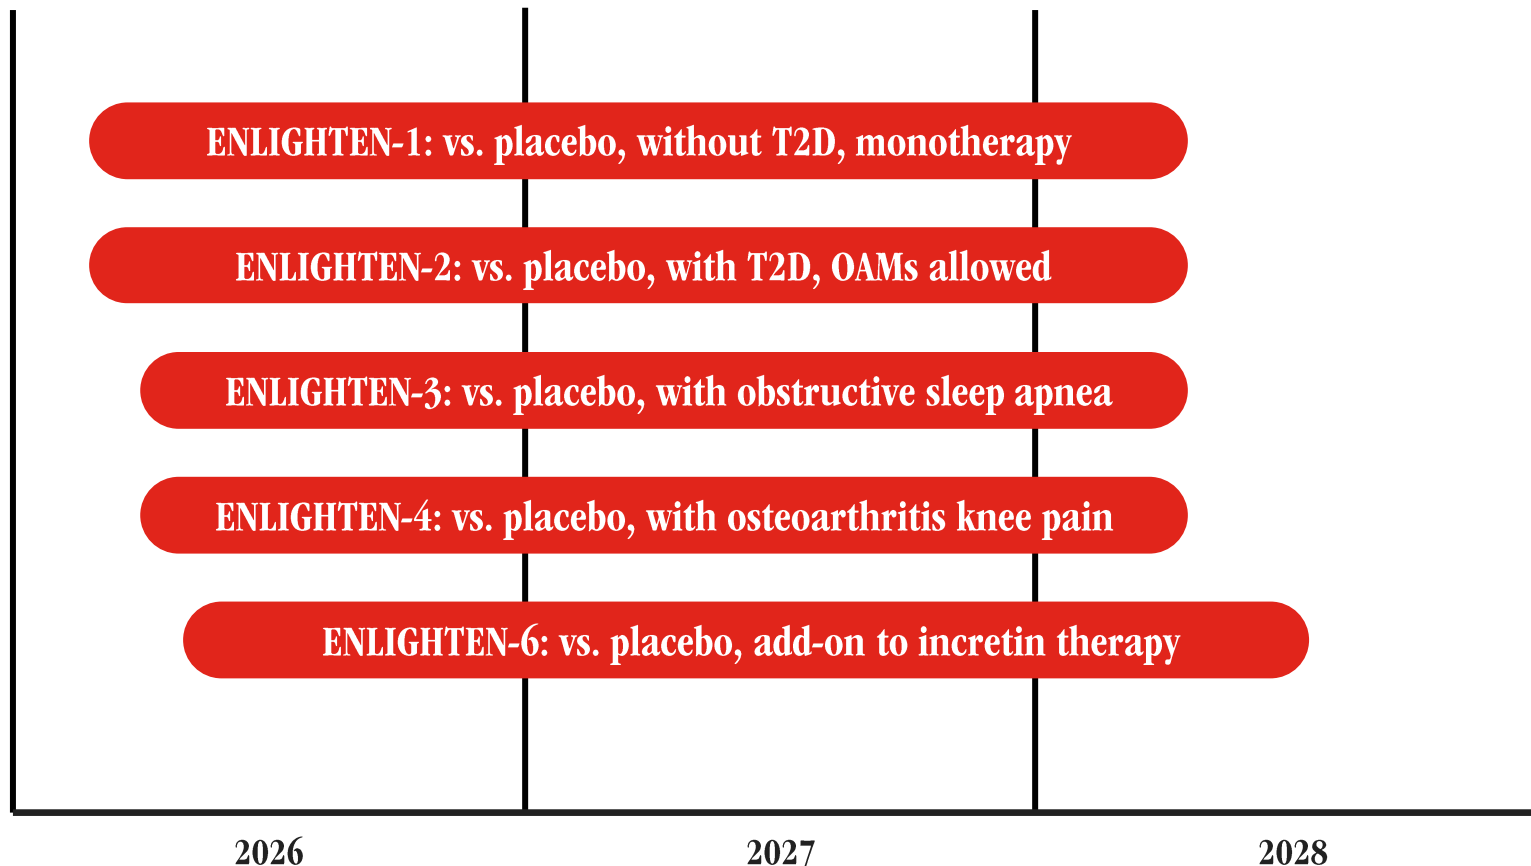 ENLIGHTEN-1: vs. placebo, without T2D, monotherapy
ENLIGHTEN-2: vs. placebo, with T2D, OAMs allowed
ENLIGHTEN-3: vs. placebo, with obstructive sleep apnea
ENLIGHTEN-4: vs. placebo, with osteoarthritis knee pain
ENLIGHTEN-6: vs. placebo, add-on to incretin therapy
2026 2027 2028